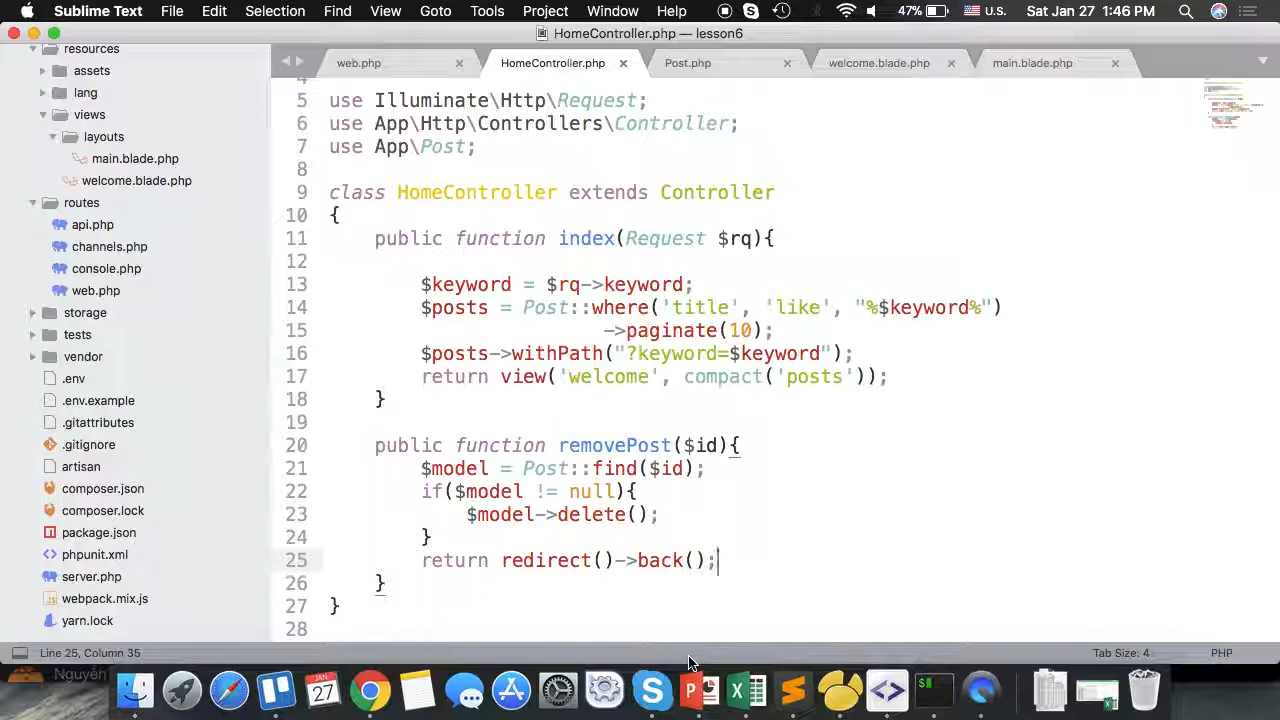 Sublime Text File Edit Selection Find View Goto Tools Project Window Help 47% U.S. Sat Jan 27 1:46 PM
HomeController.php — lesson6
web.php HomeController.php Post.php welcome.blade.php main.blade.php
resources
assets
lang
views
layouts
main.blade.php
welcome.blade.php
routes
api.php
channels.php
console.php
web.php
storage
tests
vendor
.env
.env.example
.gitattributes
.gitignore
artisan
composer.json
composer.lock
package.json
phpunit.xml
server.php
webpack.mix.js
yarn.lock
4
5 use Illuminate\Http\Request;
6 use App\Http\Controllers\Controller;
7 use App\Post;
8
9 class HomeController extends Controller
10 {
11 public function index(Request $rq){
12
13 $keyword = $rq->keyword;
14 $posts = Post::where('title', 'like', "%$keyword%")
15 ->paginate(10);
16 $posts->withPath("?keyword=$keyword");
17 return view('welcome', compact('posts'));
18 }
19
20 public function removePost($id){
21 $model = Post::find($id);
22 if($model != null){
23 $model->delete();
24 }
25 return redirect()->back();
26 }
27 }
28
Line 25, Column 35 Tab Size: 4 PHP
Nguyễn
JAN
27